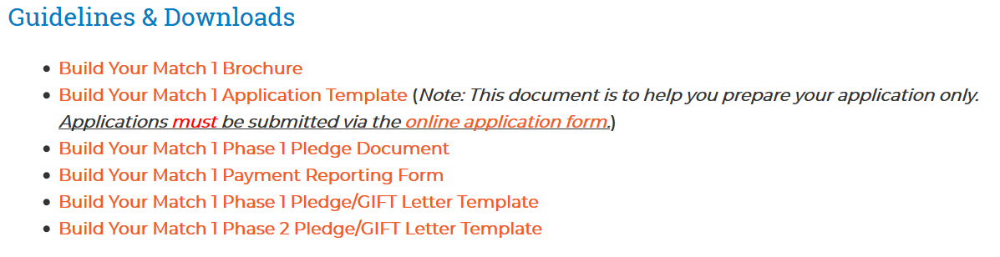 Guidelines & Downloads
Build Your Match 1 Brochure
Build Your Match 1 Application Template (Note: This document is to help you prepare your application only.
Applications must be submitted via the online application form.)
Build Your Match 1 Phase 1 Pledge Document
Build Your Match 1 Payment Reporting Form
Build Your Match 1 Phase 1 Pledge/GIFT Letter Template
Build Your Match 1 Phase 2 Pledge/GIFT Letter Template